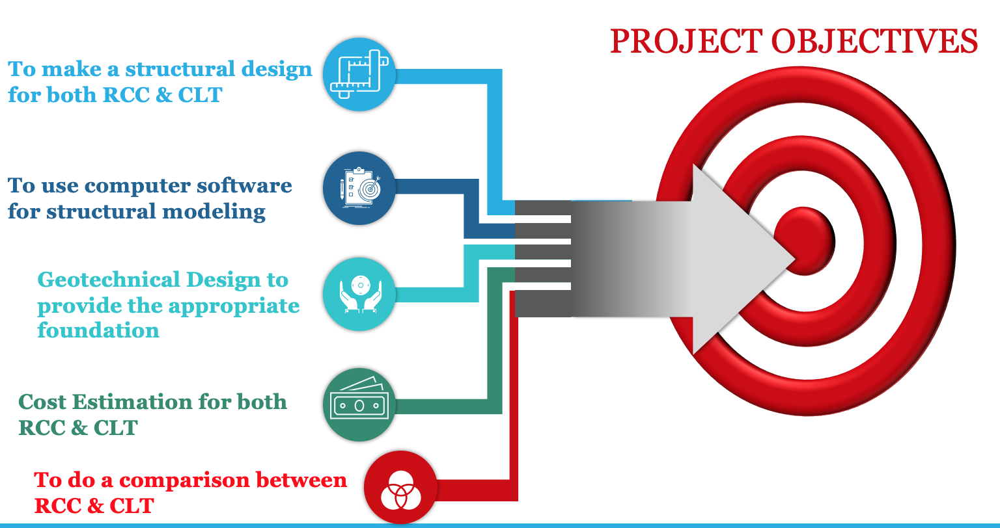 PROJECT OBJECTIVES
To make a structural design
for both RCC & CLT
To use computer software
for structural modeling
Geotechnical Design to
provide the appropriate
foundation
Cost Estimation for both
RCC & CLT
To do a comparison between
RCC & CLT